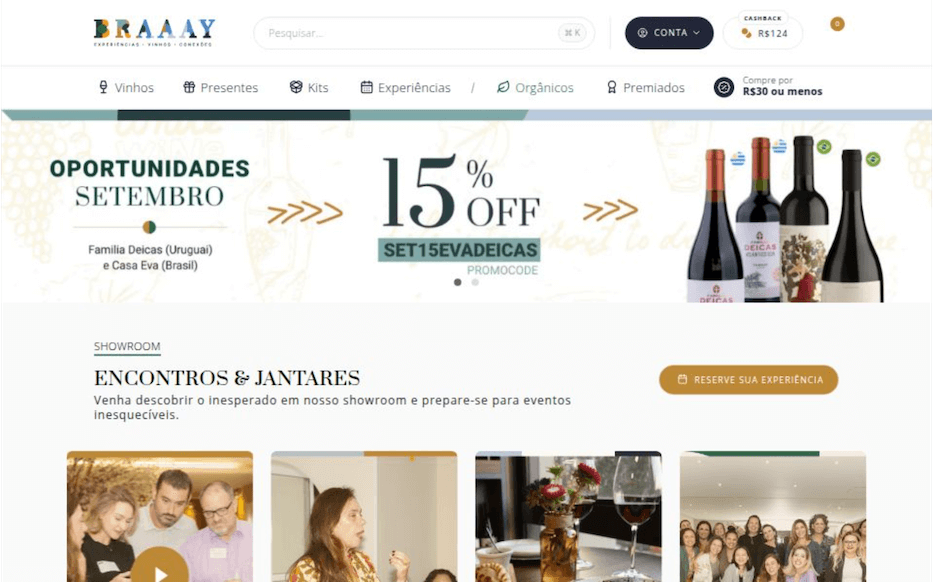 BRAAAY
EXPERIÊNCIAS • VINHOS • CONEXÕES
Pesquisar...
⌘ K
CONTA
CASHBACK
R$124
0
Vinhos
Presentes
Kits
Experiências
/
Orgânicos
Premiados
Compre por
R$30 ou menos
OPORTUNIDADES
SETEMBRO
Familia Deicas (Uruguai)
e Casa Eva (Brasil)
15% OFF
SET15EVADEICAS
PROMOCODE
DEICAS
DEICAS
DEICAS
SHOWROOM
ENCONTROS & JANTARES
Venha descobrir o inesperado em nosso showroom e prepare-se para eventos
inesquecíveis.
RESERVE SUA EXPERIÊNCIA